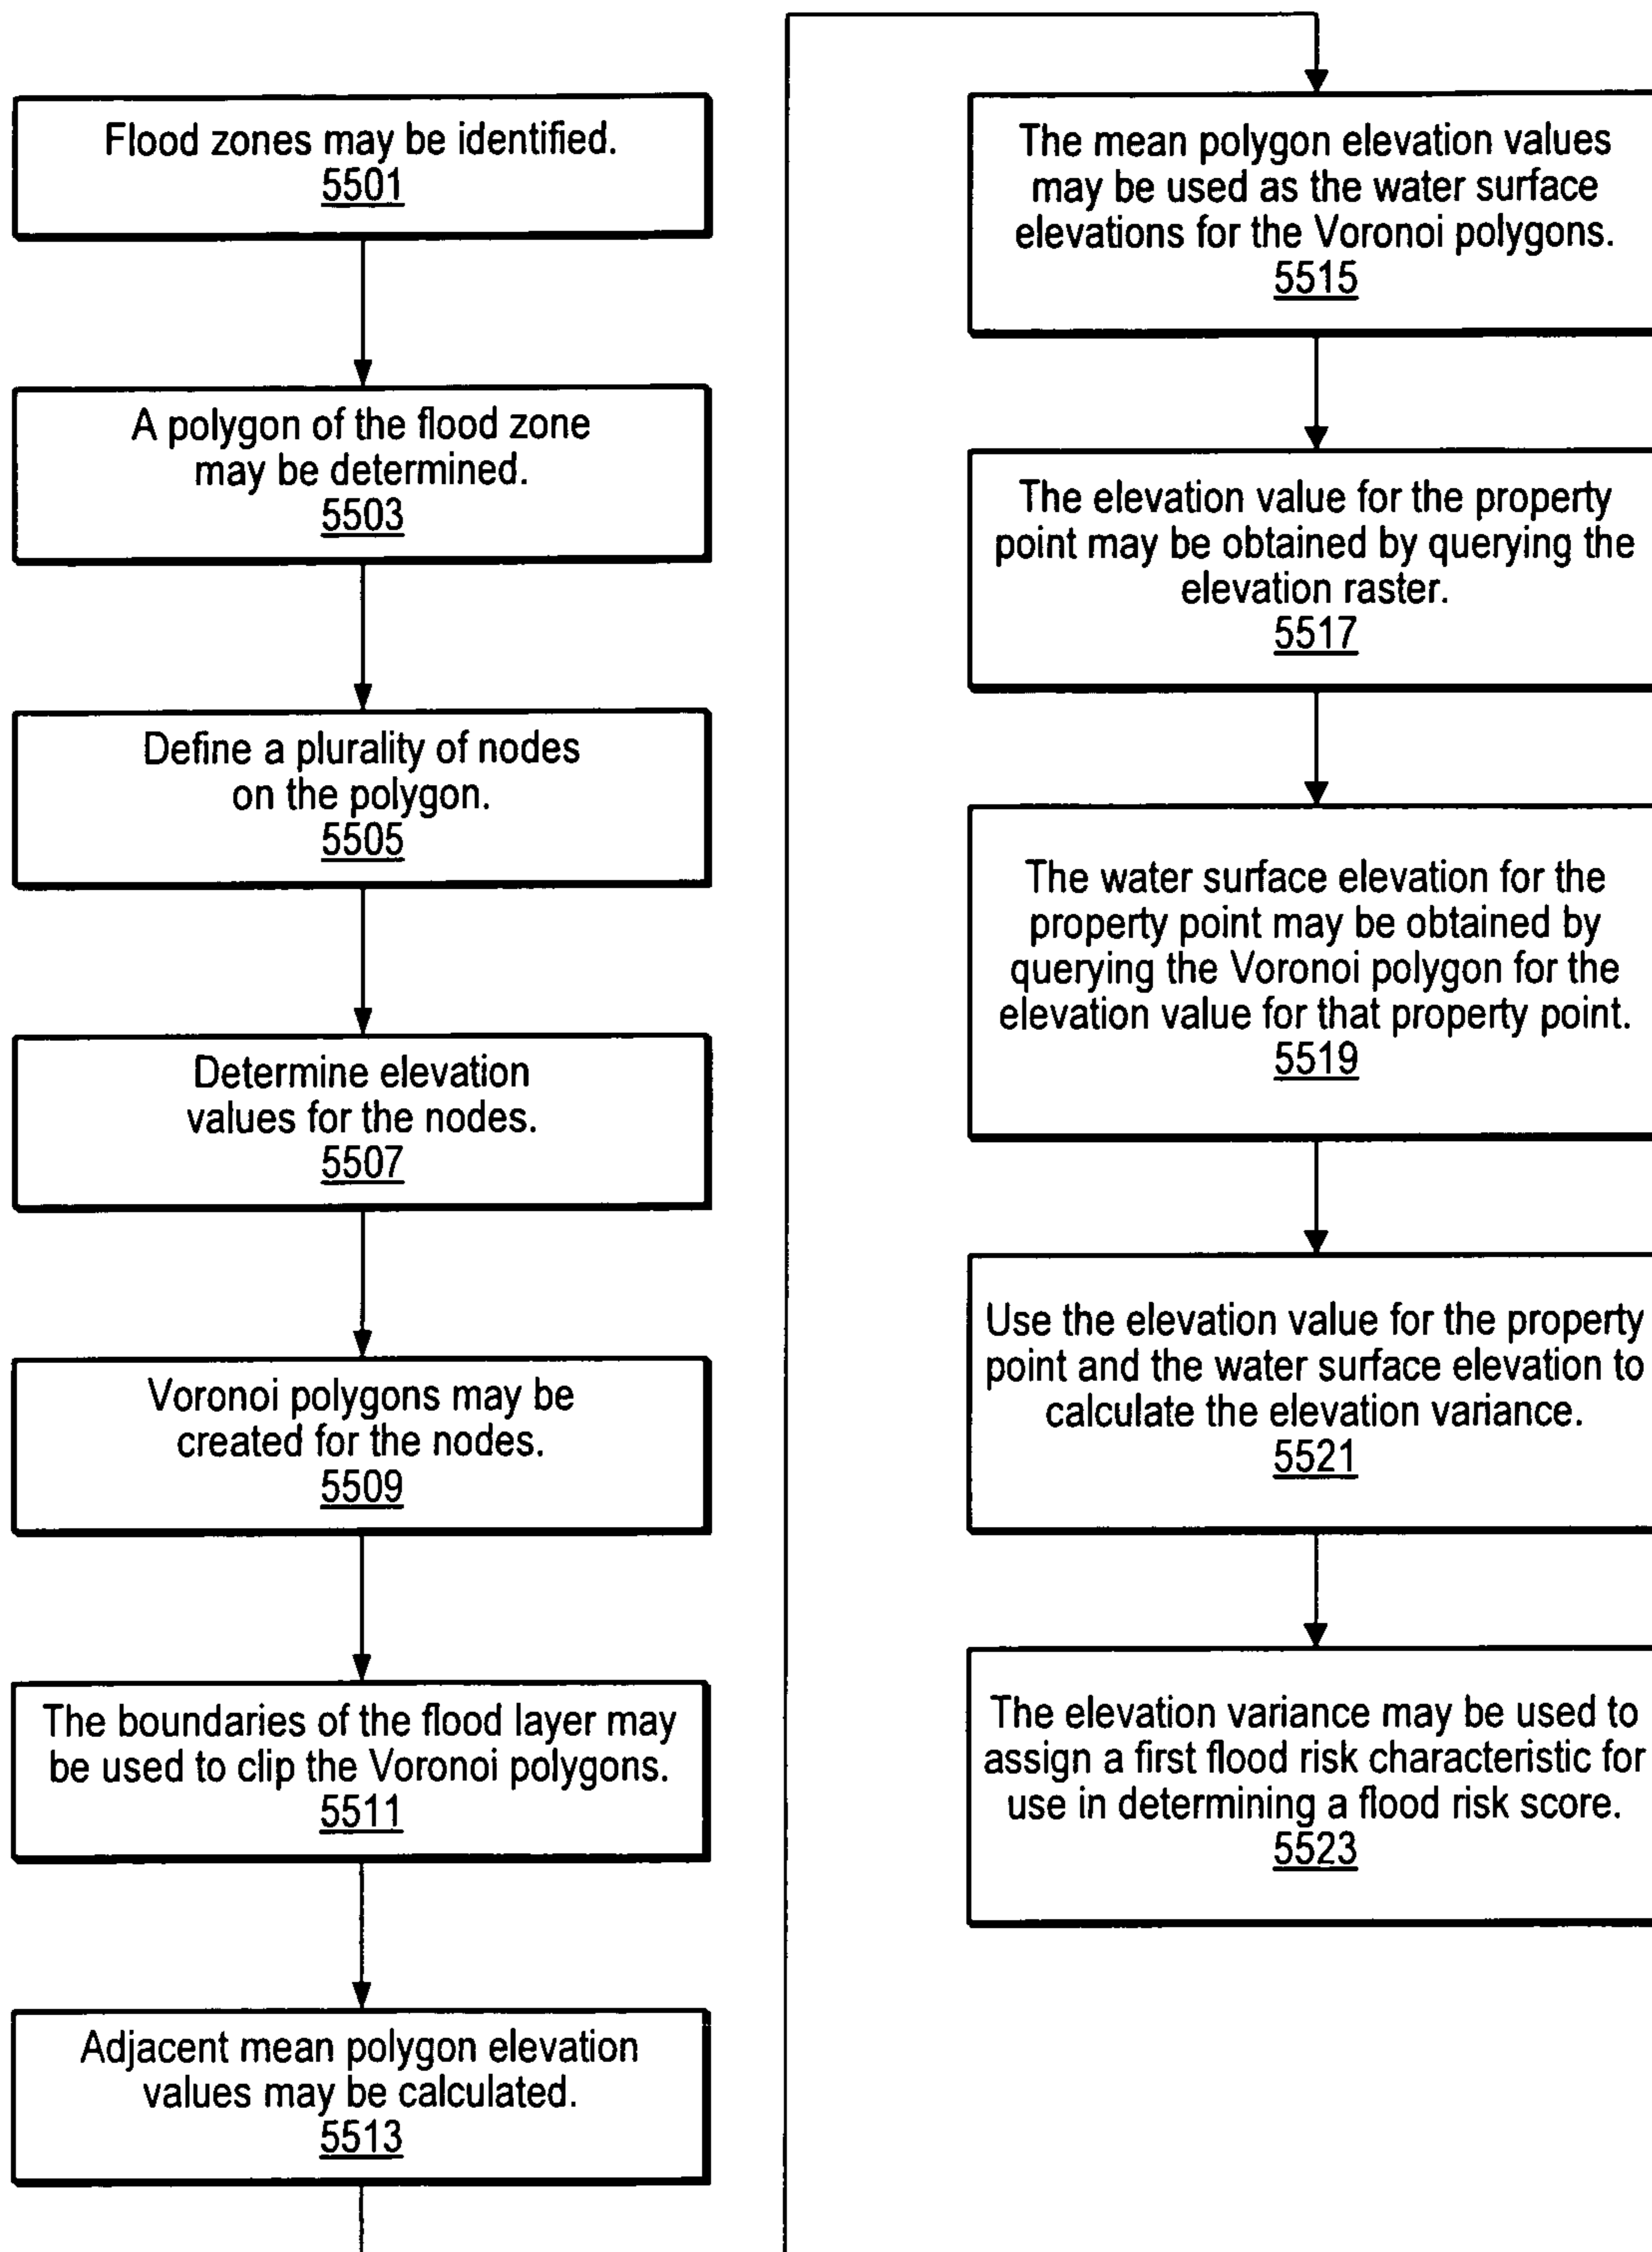 Flood zones may be identified.
5501
A polygon of the flood zone
may be determined.
5503
Define a plurality of nodes
on the polygon.
5505
Determine elevation
values for the nodes.
5507
Voronoi polygons may be
created for the nodes.
5509
The boundaries of the flood layer may
be used to clip the Voronoi polygons.
5511
Adjacent mean polygon elevation
values may be calculated.
5513
The mean polygon elevation values
may be used as the water surface
elevations for the Voronoi polygons.
5515
The elevation value for the property
point may be obtained by querying the
elevation raster.
5517
The water surface elevation for the
property point may be obtained by
querying the Voronoi polygon for the
elevation value for that property point.
5519
Use the elevation value for the property
point and the water surface elevation to
calculate the elevation variance.
5521
The elevation variance may be used to
assign a first flood risk characteristic for
use in determining a flood risk score.
5523